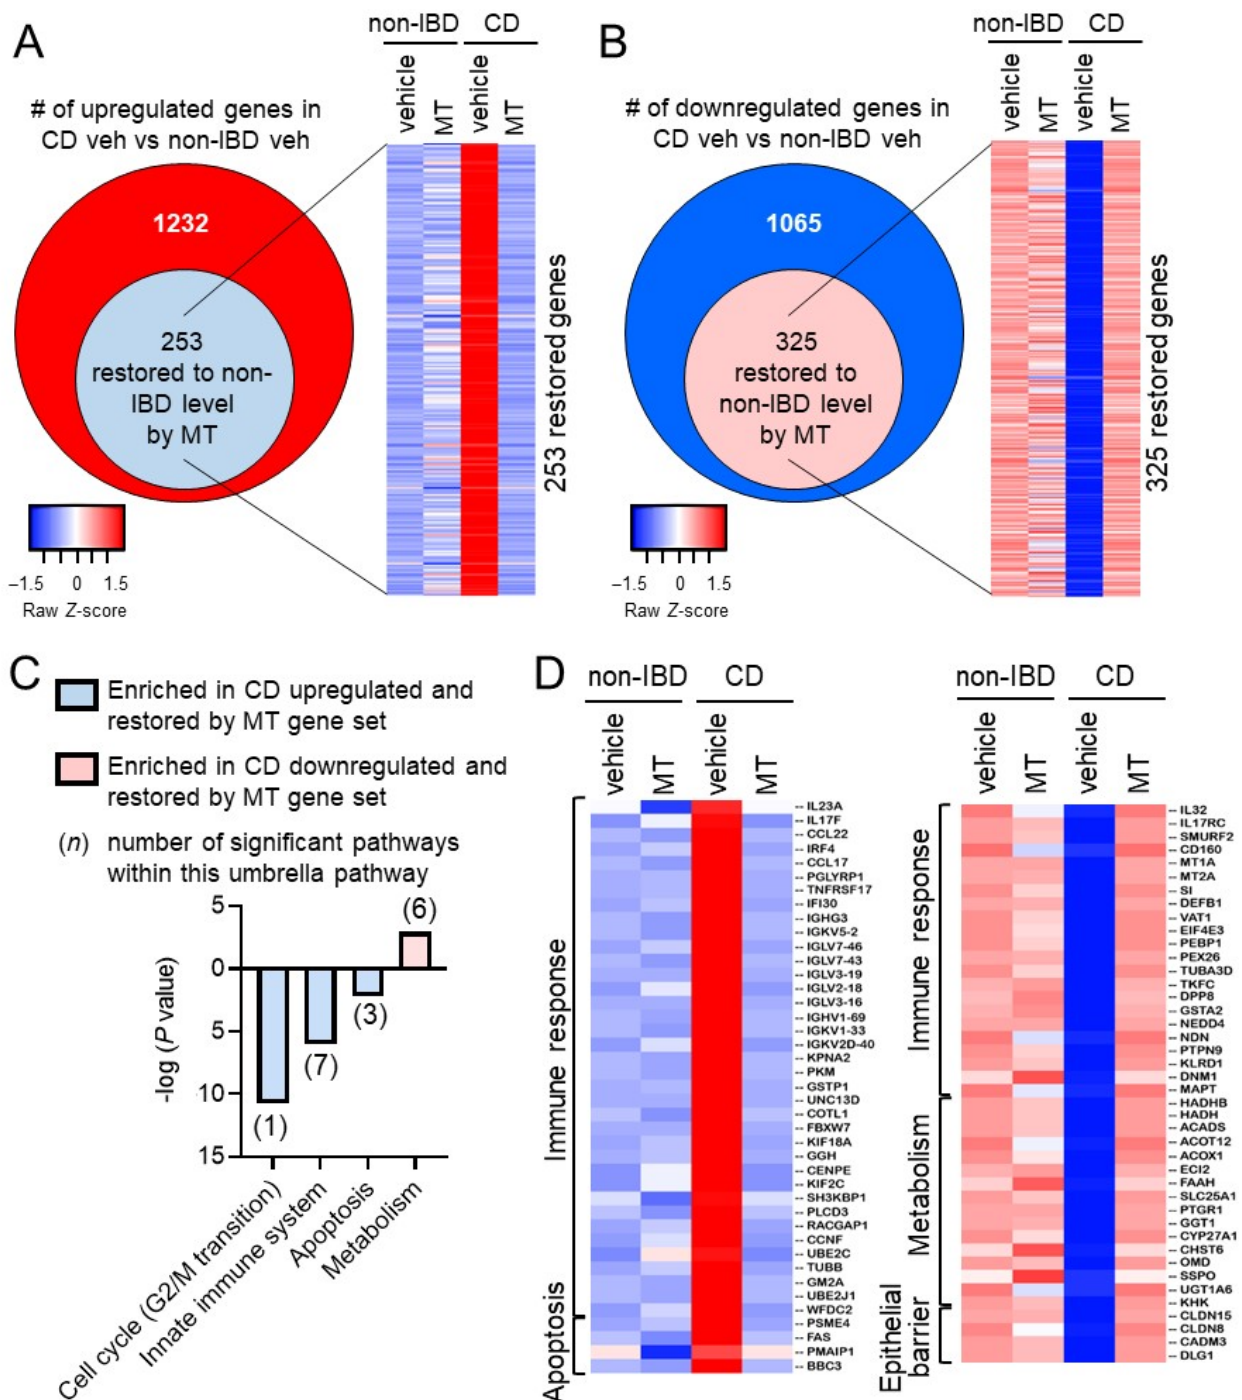 A
non-IBD CD
vehicle
MT
vehicle
MT
# of upregulated genes in
CD veh vs non-IBD veh
1232
253
restored to non-
IBD level
by MT
253 restored genes
–1.5 0 1.5
Raw Z-score
B
non-IBD CD
vehicle
MT
vehicle
MT
# of downregulated genes in
CD veh vs non-IBD veh
1065
325
restored to
non-IBD level
by MT
325 restored genes
–1.5 0 1.5
Raw Z-score
C
Enriched in CD upregulated and
restored by MT gene set
Enriched in CD downregulated and
restored by MT gene set
(n) number of significant pathways
within this umbrella pathway
-log (P value)
5
0
5
10
15
(1)
(7)
(3)
(6)
Cell cycle (G2/M transition)
Innate immune system
Apoptosis
Metabolism
D
non-IBD CD
vehicle
MT
vehicle
MT
Immune response
Apoptosis
IL23A
IL17F
CCL22
IRF4
CCL17
PGLYRP1
TNFRSF17
IFI30
IGHG3
IGKV5-2
IGLV7-46
IGLV7-43
IGLV3-19
IGLV2-18
IGLV3-16
IGHV1-69
IGKV1-33
IGKV2D-40
KPNA2
PKM
GSTP1
UNC13D
COTL1
FBXW7
KIF18A
GGH
CENPE
KIF2C
SH3KBP1
PLCD3
RACGAP1
CCNF
UBE2C
TUBB
GM2A
UBE2J1
WFDC2
PSME4
FAS
PMAIP1
BBC3
non-IBD CD
vehicle
MT
vehicle
MT
Immune response
Metabolism
Epithelial
barrier
IL32
IL17RC
SMURF2
CD160
MT1A
MT2A
SI
DEFB1
VAT1
EIF4E3
PEBP1
PEX26
TUBA3D
TKFC
DPP8
GSTA2
NEDD4
NDN
PTPN9
KLRD1
DNM1
MAPT
HADHB
HADH
ACADS
ACOT12
ACOX1
ECI2
FAAH
SLC25A1
PTGR1
GGT1
CYP27A1
CHST6
OMD
SSPO
UGT1A6
KHK
CLDN15
CLDN8
CADM3
DLG1